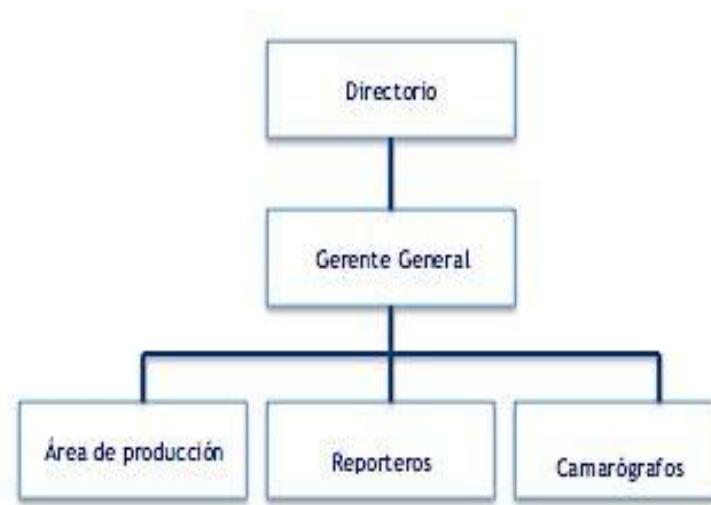 Directorio
Gerente General
Área de producción
Reporteros
Camarógrafos